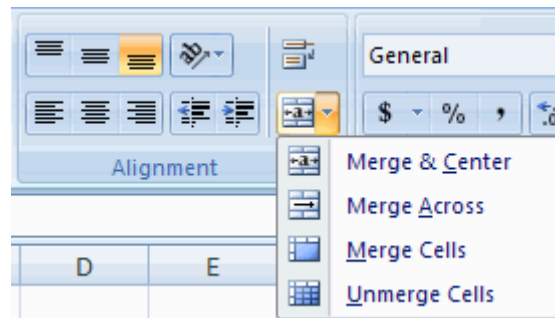 General
$ % ,
Alignment
Merge & Center
Merge Across
Merge Cells
Unmerge Cells
D E